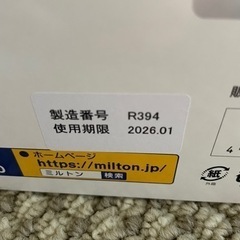 製造番号 R394
使用期限 2026.01
●ホームページ
https://milton.jp/
ミルトン 検索
紙